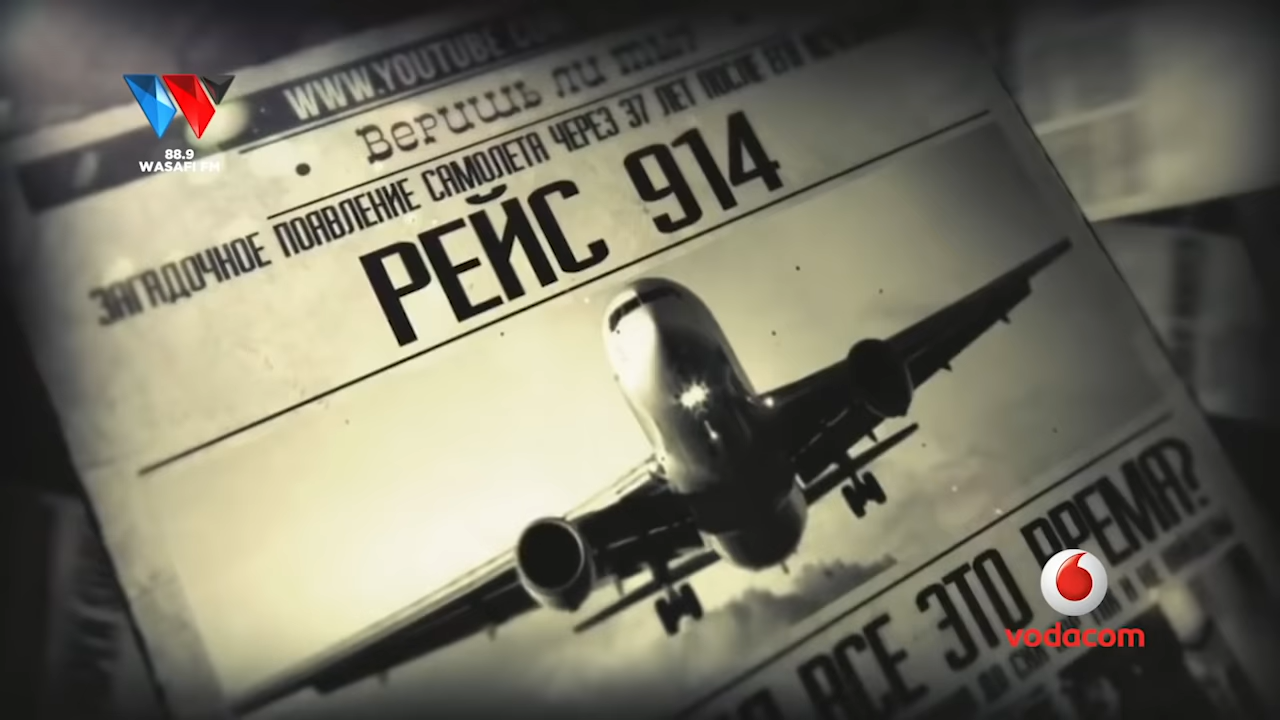 WWW.YOUTUBE
Веришь ли ты?
ЗАГАДОЧНОЕ ПОЯВЛЕНИЕ САМОЛЕТА ЧЕРЕЗ 37 ЛЕТ ПОСЛЕ ЕГО
РЕЙС 914
88.9
WASAFI FM
ВСЕ ЭТО ВРЕМЯ?
vodacom